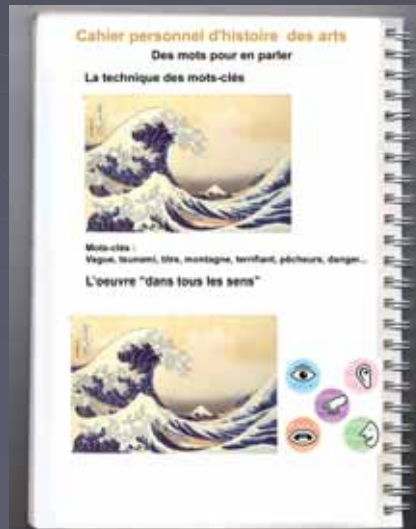 Cahier personnel d'histoire des arts
Des mots pour en parler
La technique des mots-clés
Mots-clés :
Vague, tsunami, titre, montagne, terrifiant, pêcheurs, danger...
L'oeuvre "dans tous les sens"